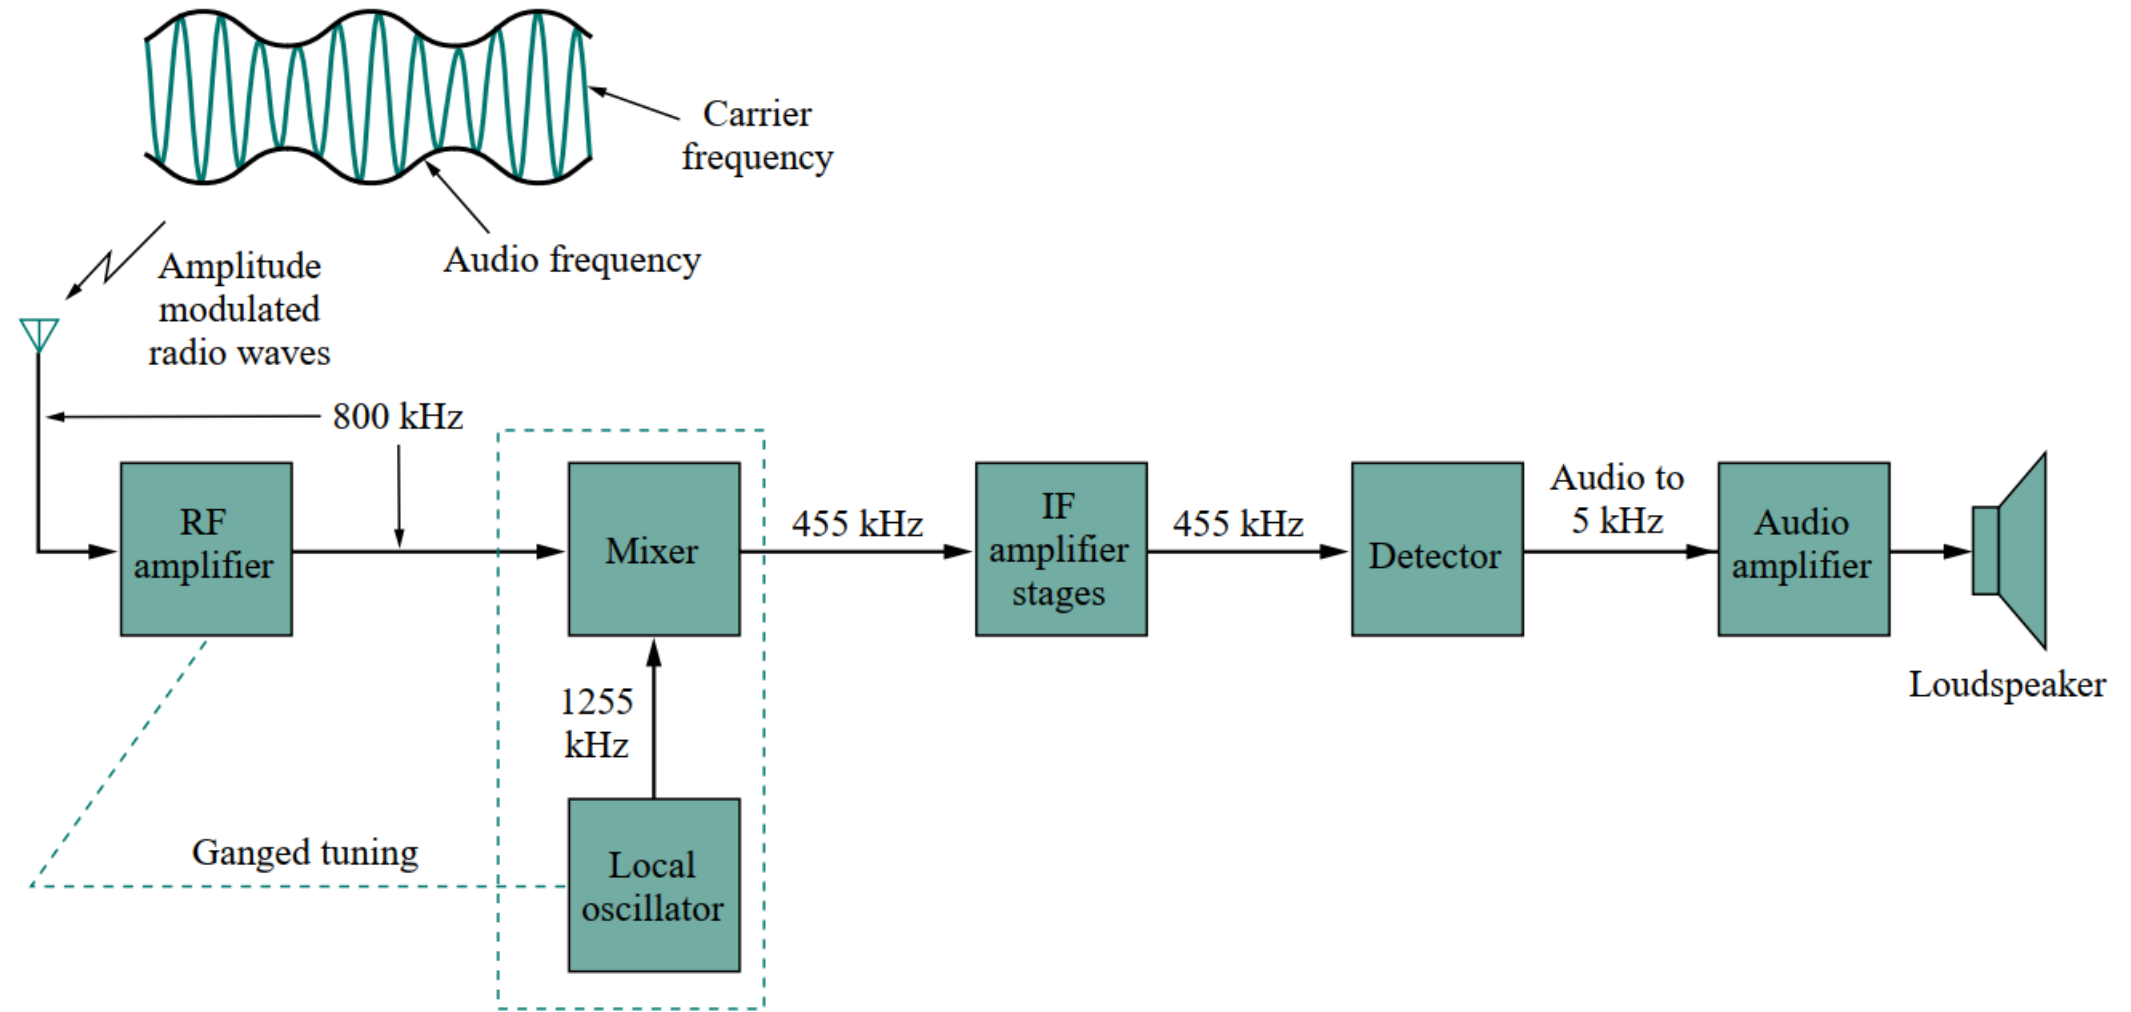 Carrier
frequency
Audio frequency
Amplitude
modulated
radio waves
800 kHz
RF
amplifier
Mixer
455 kHz
IF
amplifier
stages
455 kHz
Detector
Audio to
5 kHz
Audio
amplifier
Loudspeaker
1255
kHz
Ganged tuning
Local
oscillator